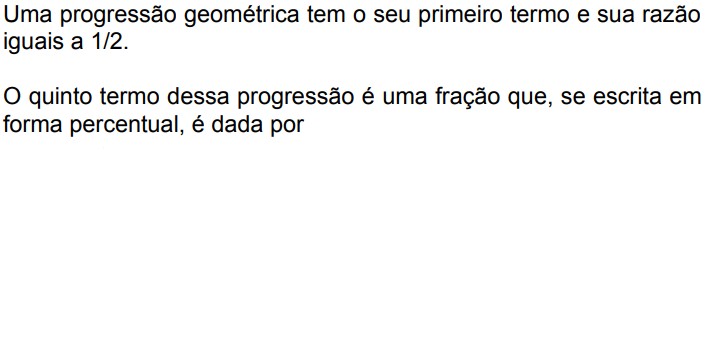 Uma progressão geométrica tem o seu primeiro termo e sua razão
iguais a 1/2.
O quinto termo dessa progressão é uma fração que, se escrita em
forma percentual, é dada por